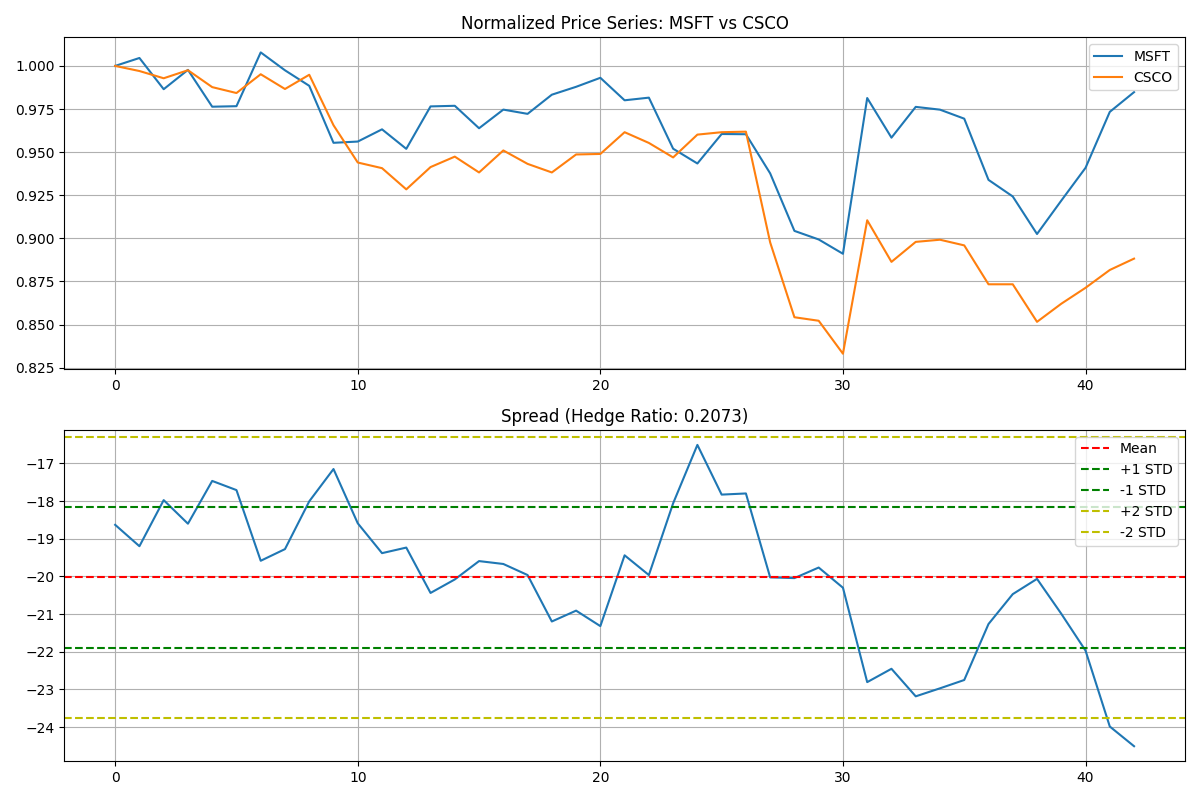 Normalized Price Series: MSFT vs CSCO
1.000
0.975
0.950
0.925
0.900
0.875
0.850
0.825
MSFT
CSCO
0 10 20 30 40
Spread (Hedge Ratio: 0.2073)
−17
−18
−19
−20
−21
−22
−23
−24
Mean
+1 STD
-1 STD
+2 STD
-2 STD
0 10 20 30 40